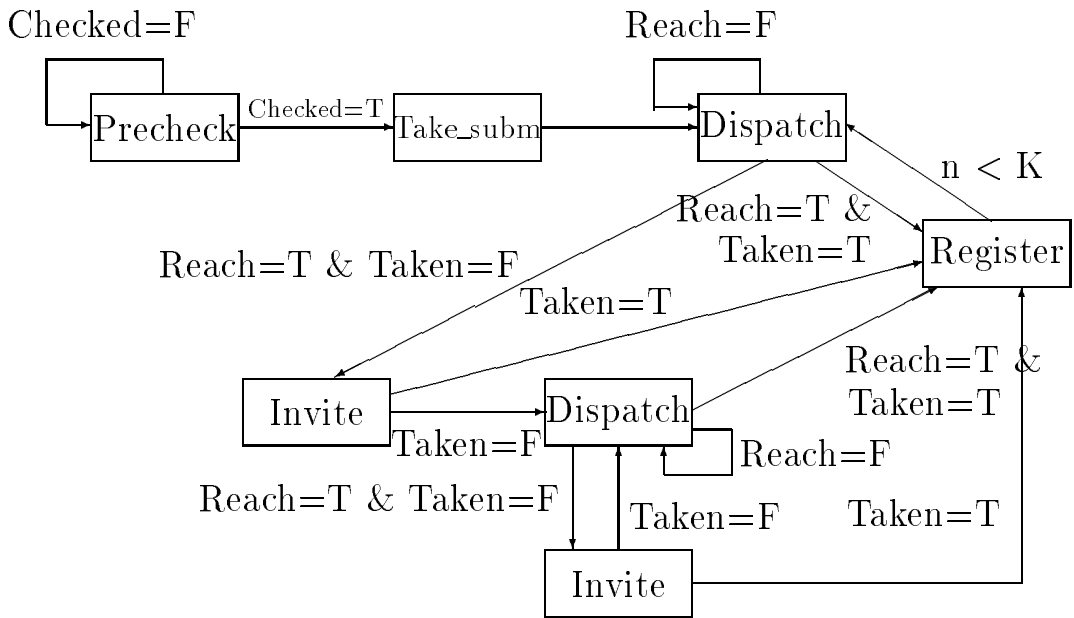 Checked=F
Reach=F
Precheck
Checked=T
Take_subm
Dispatch
n < K
Reach=T &
Taken=T
Register
Reach=T & Taken=F
Taken=T
Reach=T &
Taken=T
Invite
Dispatch
Taken=F
Reach=F
Reach=T & Taken=F
Taken=F
Taken=T
Invite